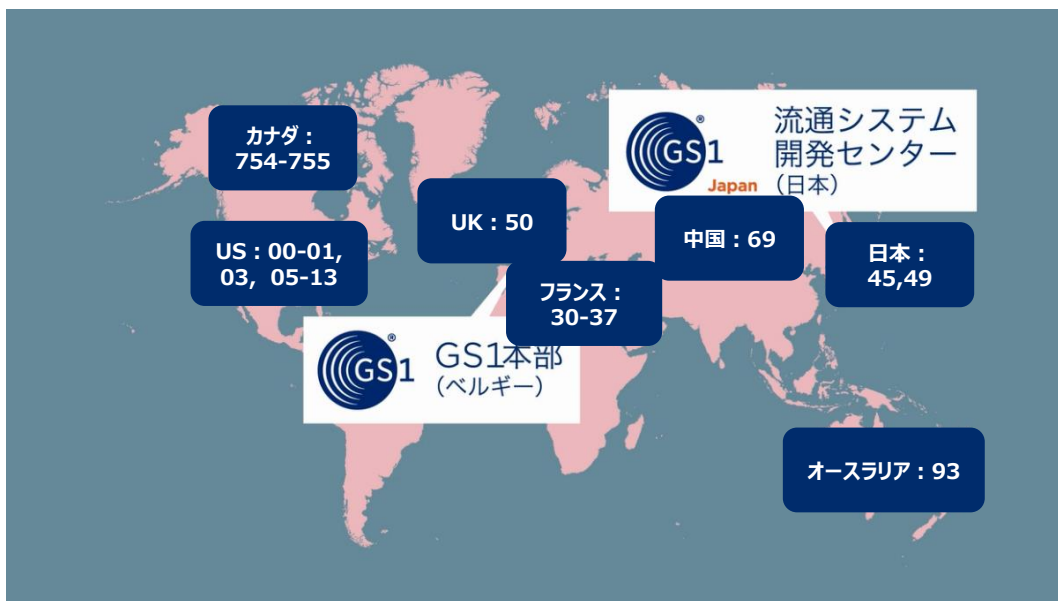 カナダ：
754-755
US：00-01,
03, 05-13
UK：50
フランス：
30-37
中国：69
日本：
45,49
オースラリア：93
GS1®
Japan
流通システム
開発センター
（日本）
GS1®
GS1本部
（ベルギー）